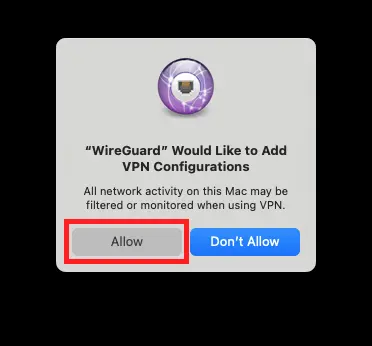 “WireGuard” Would Like to Add
VPN Configurations
All network activity on this Mac may be
filtered or monitored when using VPN.
Allow
Don’t Allow